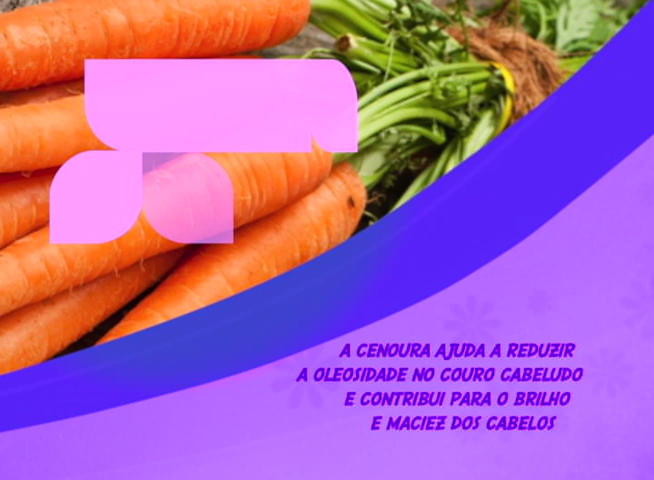 A CENOURA AJUDA A REDUZIR
A OLEOSIDADE NO COURO CABELUDO
E CONTRIBUI PARA O BRILHO
E MACIEZ DOS CABELOS